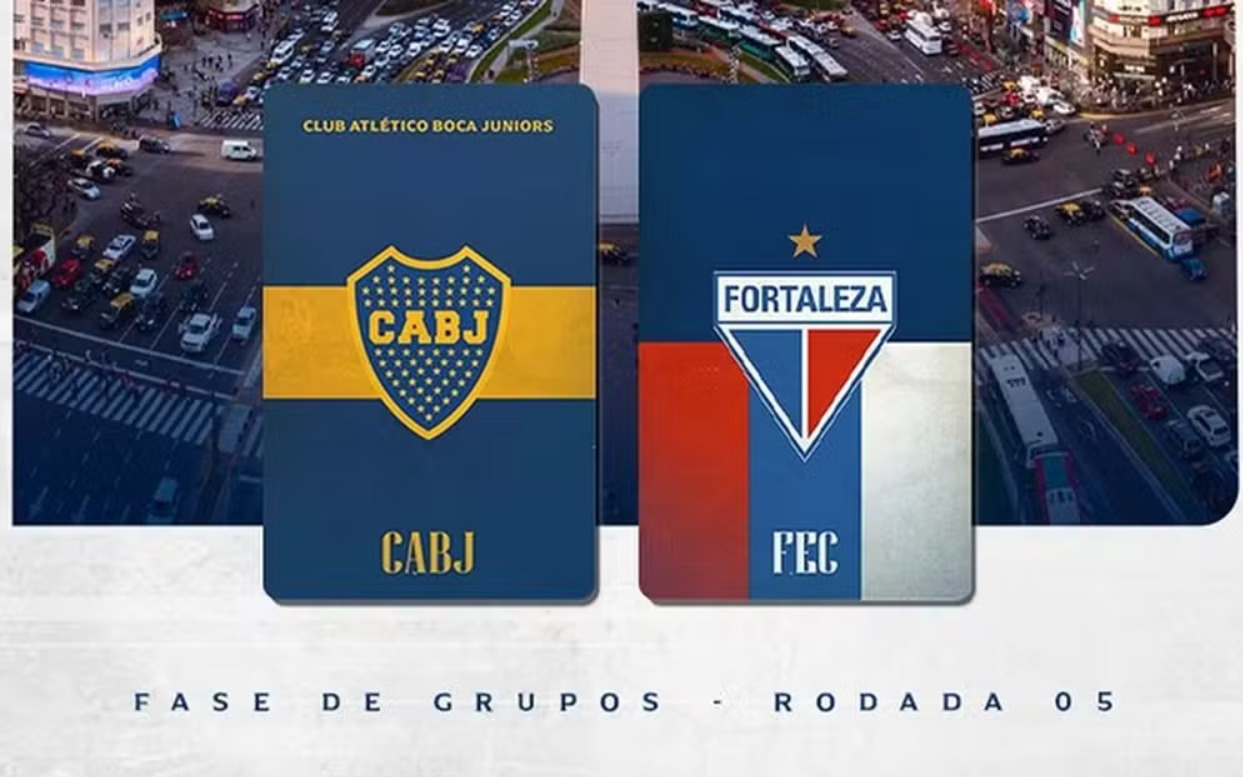 CLUB ATLÉTICO BOCA JUNIORS
CABJ
CABJ
FORTALEZA
FEC
FASE DE GRUPOS - RODADA 05